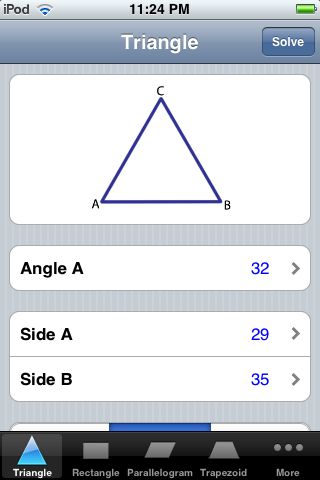 iPod 11:24 PM
Triangle Solve
C
A B
Angle A 32
Side A 29
Side B 35
Triangle Rectangle Parallelogram Trapezoid More